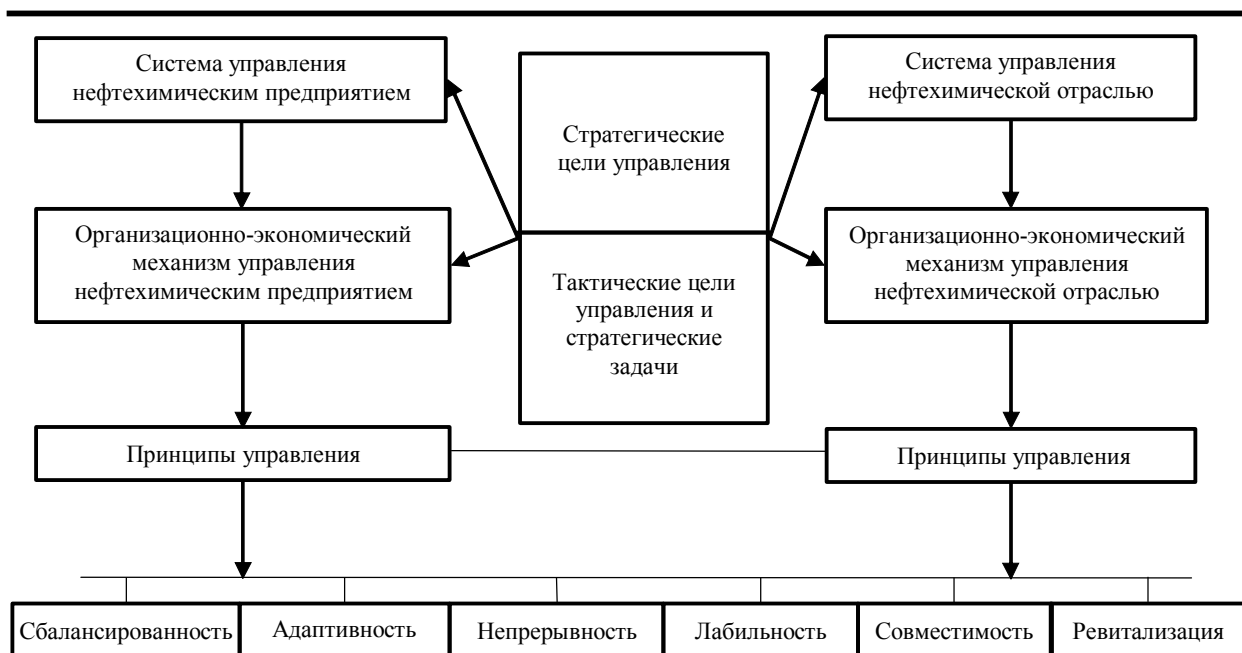 Система управления
нефтехимическим предприятием
Стратегические
цели управления
Система управления
нефтехимической отраслью
Организационно-экономический
механизм управления
нефтехимическим предприятием
Тактические цели
управления и
стратегические
задачи
Организационно-экономический
механизм управления
нефтехимической отраслью
Принципы управления
Принципы управления
Сбалансированность
Адаптивность
Непрерывность
Лабильность
Совместимость
Ревитализация